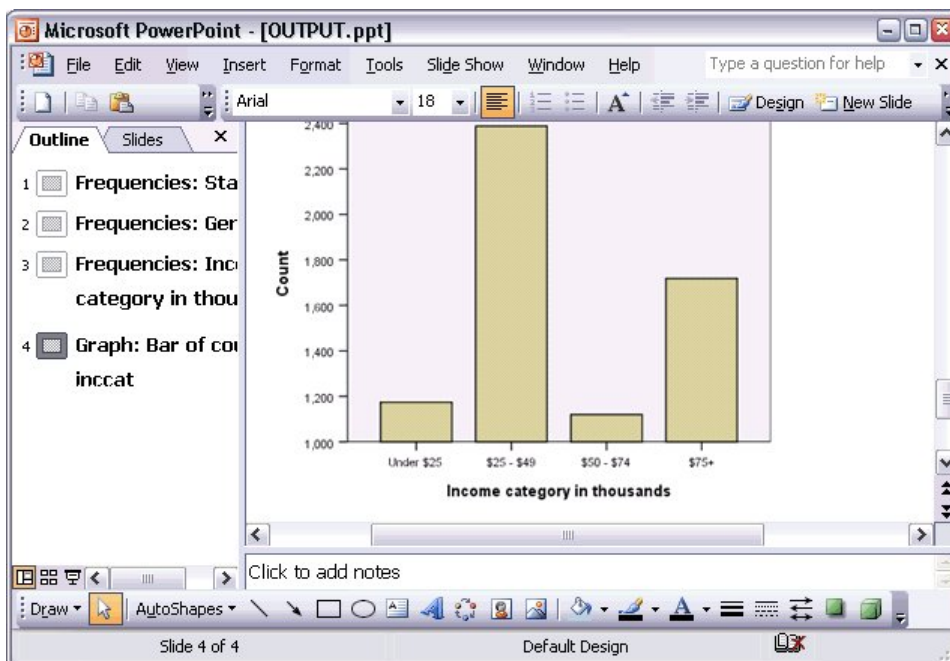 Microsoft PowerPoint - [OUTPUT.ppt]
File Edit View Insert Format Tools Slide Show Window Help Type a question for help
Arial 18 A Design New Slide
Outline Slides
1 Frequencies: Sta
2 Frequencies: Ger
3 Frequencies: Inc
category in thou
4 Graph: Bar of cou
inccat
2,400
2,200
2,000
1,800
1,600
1,400
1,200
1,000
Count
Under $25 $25 - $49 $50 - $74 $75+
Income category in thousands
Click to add notes
Draw AutoShapes A A
Slide 4 of 4 Default Design